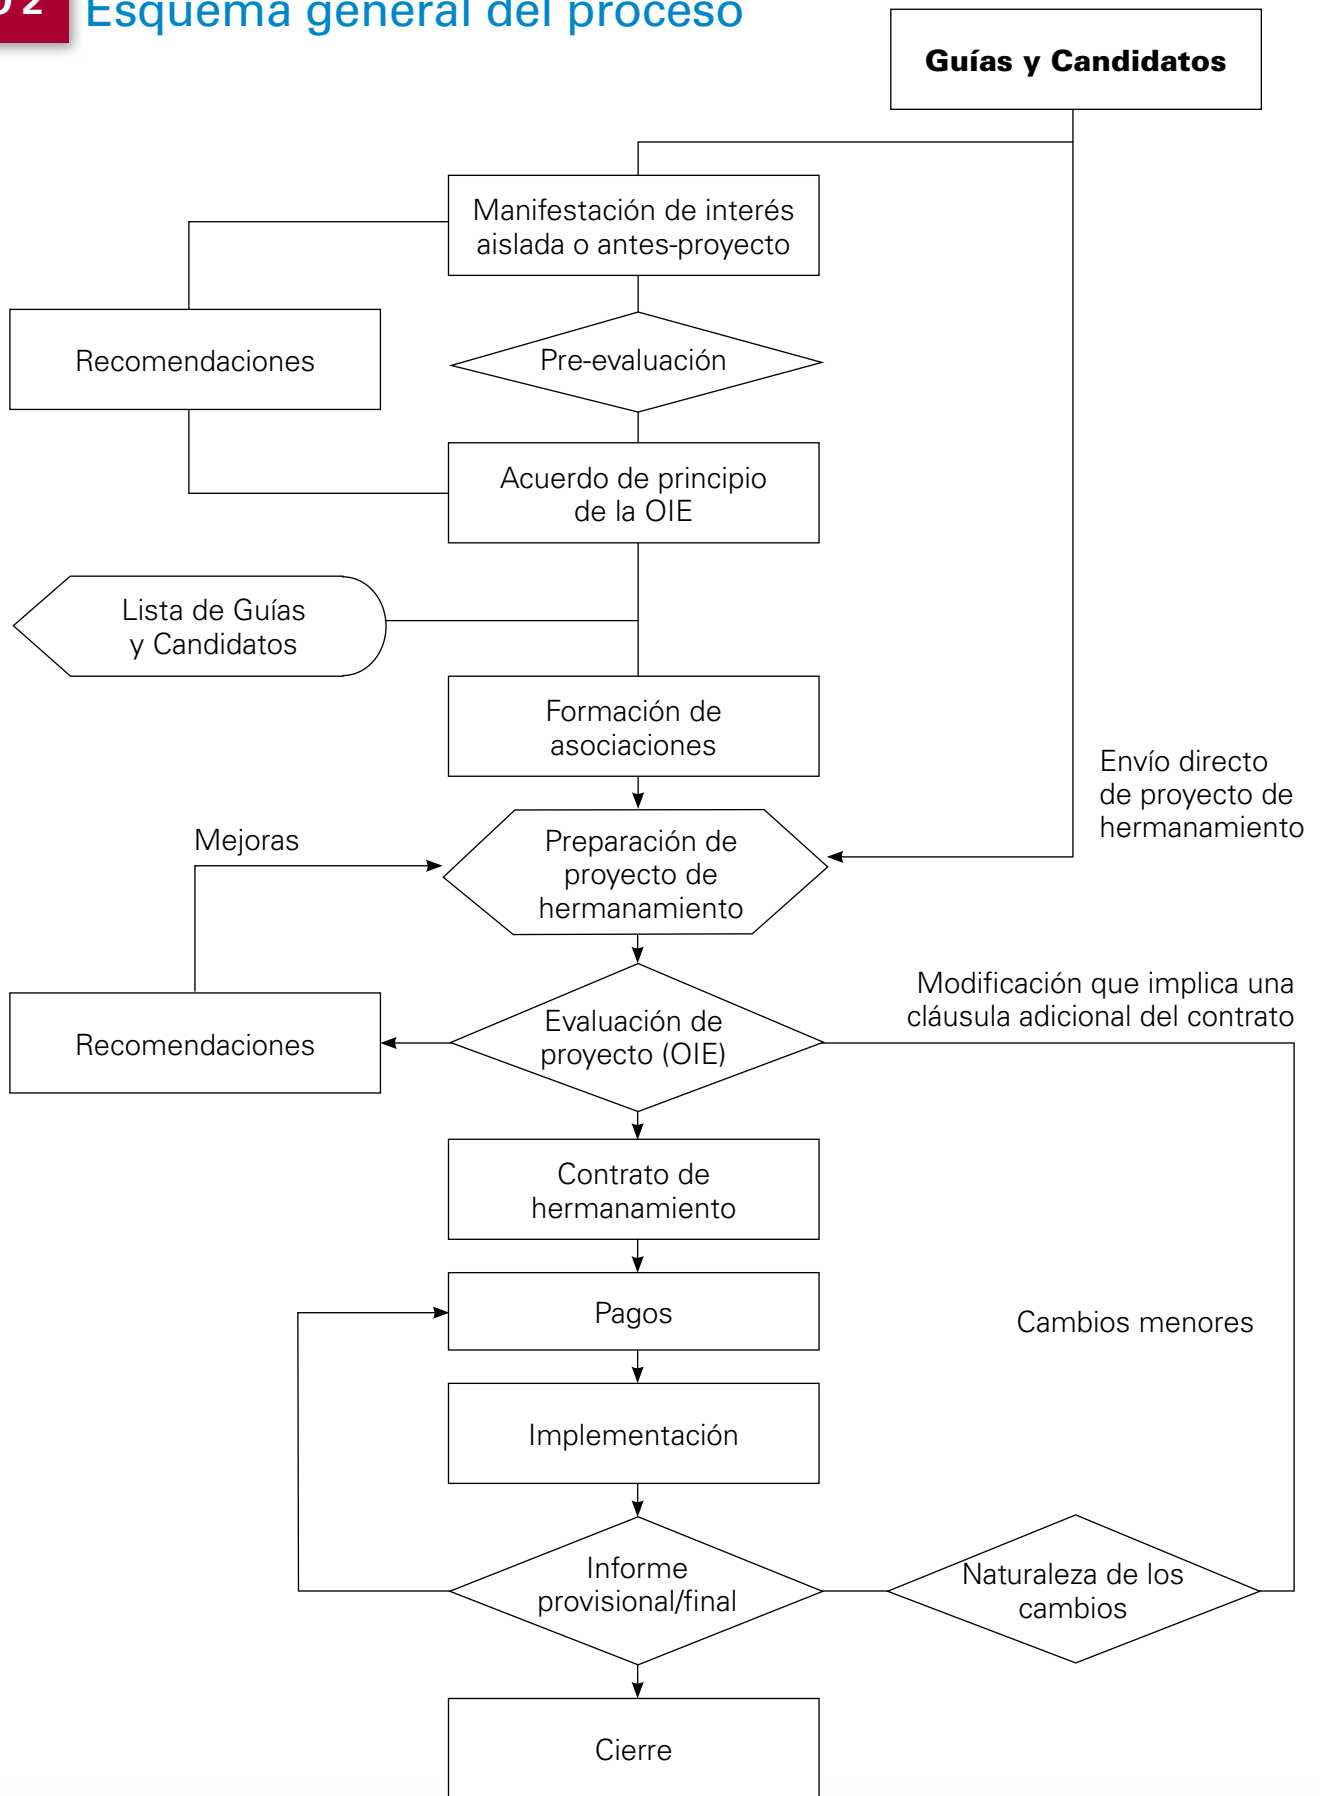 2
Esquema general del proceso
Guías y Candidatos
Manifestación de interés
aislada o antes-proyecto
Recomendaciones
Pre-evaluación
Acuerdo de principio
de la OIE
Lista de Guías
y Candidatos
Formación de
asociaciones
Envío directo
de proyecto de
hermanamiento
Mejoras
Preparación de
proyecto de
hermanamiento
Modificación que implica una
cláusula adicional del contrato
Recomendaciones
Evaluación de
proyecto (OIE)
Contrato de
hermanamiento
Pagos
Cambios menores
Implementación
Informe
provisional/final
Naturaleza de los
cambios
Cierre